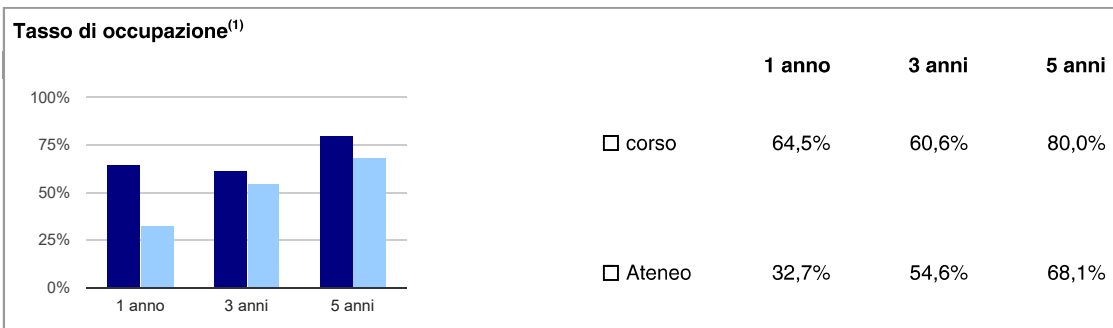 Tasso di occupazione(1)
1 anno 3 anni 5 anni
100%
75%
50%
25%
0%
1 anno 3 anni 5 anni
corso 64,5% 60,6% 80,0%
Ateneo 32,7% 54,6% 68,1%